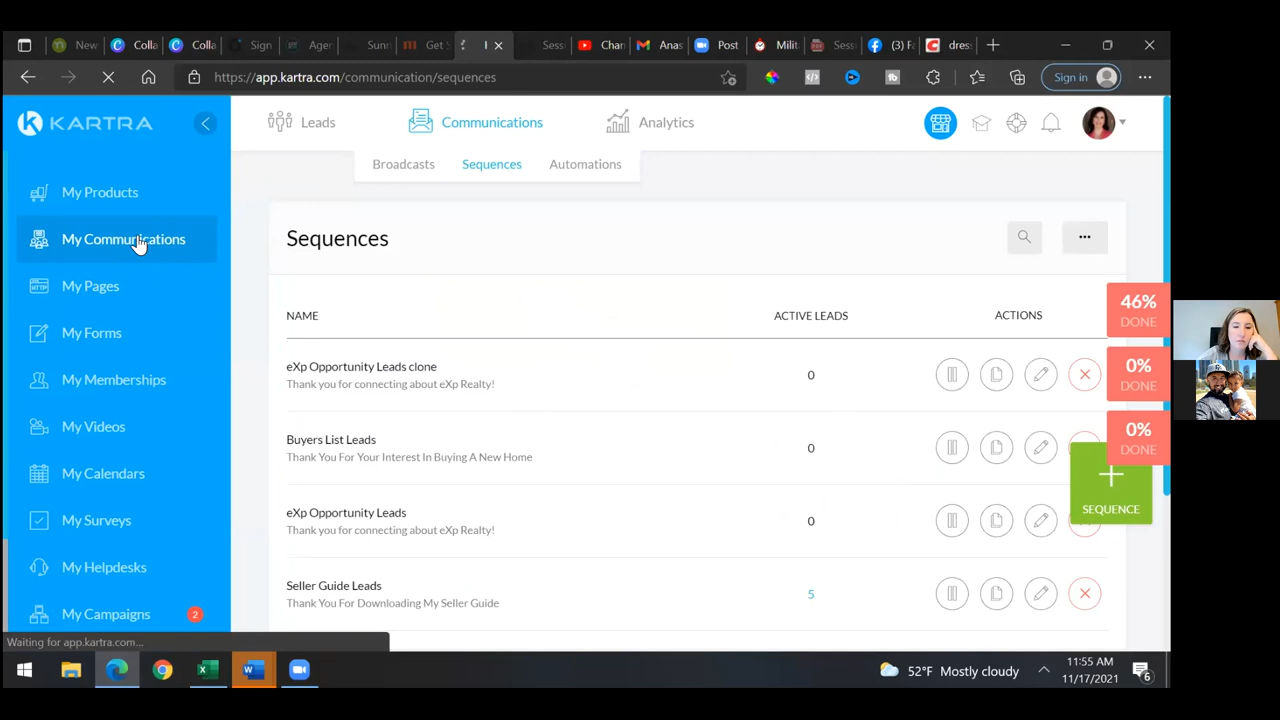 New
Colla
Colla
Sign
Agen
Sunn
Get S
I
Sess
Chan
Anas
Post
Milit
Sessi
(3) F
dres
https://app.kartra.com/communication/sequences
Sign in
KARTRA
Leads
Communications
Analytics
Broadcasts
Sequences
Automations
My Products
My Communications
My Pages
My Forms
My Memberships
My Videos
My Calendars
My Surveys
My Helpdesks
My Campaigns
2
Sequences
NAME
ACTIVE LEADS
ACTIONS
eXp Opportunity Leads clone
Thank you for connecting about eXp Realty!
0
Buyers List Leads
Thank You For Your Interest In Buying A New Home
0
eXp Opportunity Leads
Thank you for connecting about eXp Realty!
0
Seller Guide Leads
Thank You For Downloading My Seller Guide
5
46%
DONE
0%
DONE
0%
DONE
SEQUENCE
Waiting for app.kartra.com...
52°F Mostly cloudy
11:55 AM
11/17/2021
6